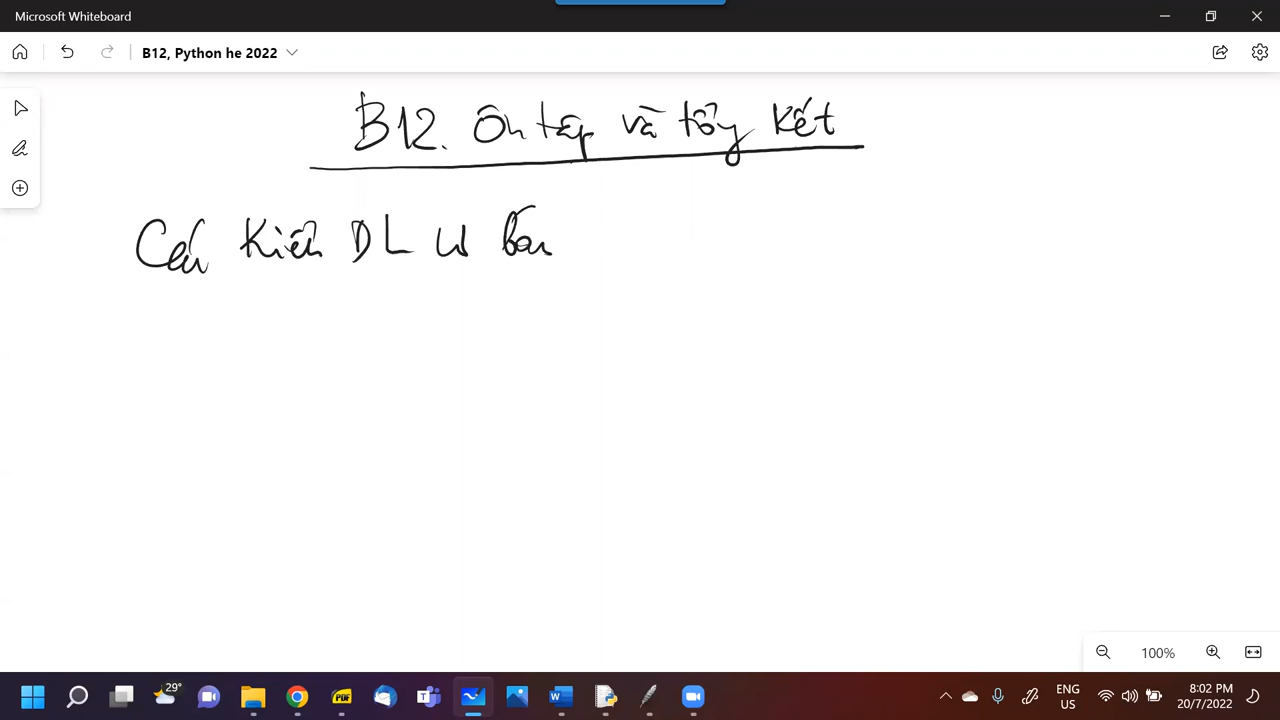 Microsoft Whiteboard
B12, Python he 2022
B12. Ôn tập và tổng kết
Các kiểu DL cơ bản
100%
29°
ENG
US
8:02 PM
20/7/2022